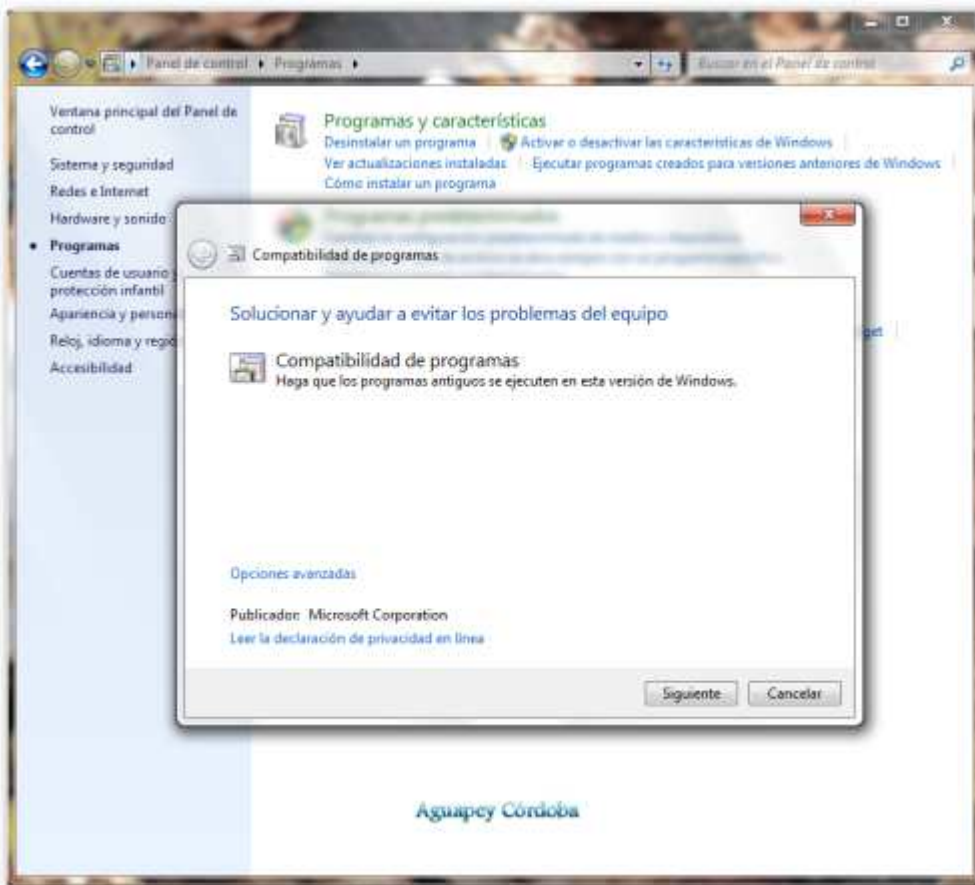 Panel de control Programas
Buscar en el Panel de control
Ventana principal del Panel de
control
Sistema y seguridad
Redes e Internet
Hardware y sonido
Programas
Cuentas de usuario y
protección infantil
Apariencia y person
Reloj, idioma y regió
Accesibilidad
Programas y características
Desinstalar un programa
Activar o desactivar las características de Windows
Ver actualizaciones instaladas
Ejecutar programas creados para versiones anteriores de Windows
Cómo instalar un programa
Programas predeterminados
get
Compatibilidad de programas
Solucionar y ayudar a evitar los problemas del equipo
Compatibilidad de programas
Haga que los programas antiguos se ejecuten en esta versión de Windows.
Opciones avanzadas
Publicador: Microsoft Corporation
Leer la declaración de privacidad en línea
Siguiente
Cancelar
Aguapey Córdoba